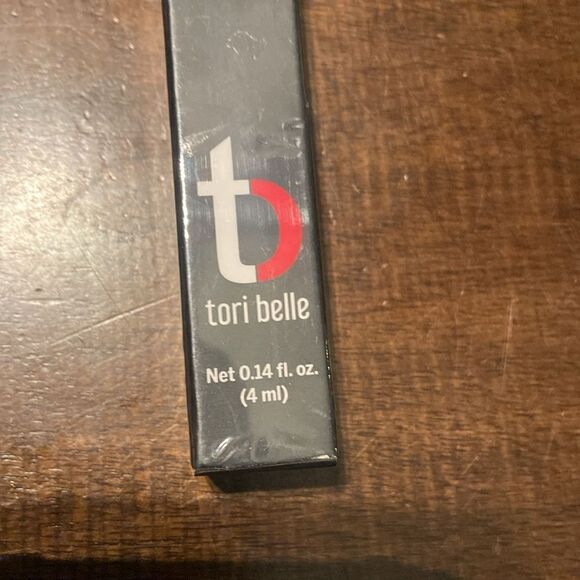 tb
tori belle
Net 0.14 fl. oz.
(4 ml)